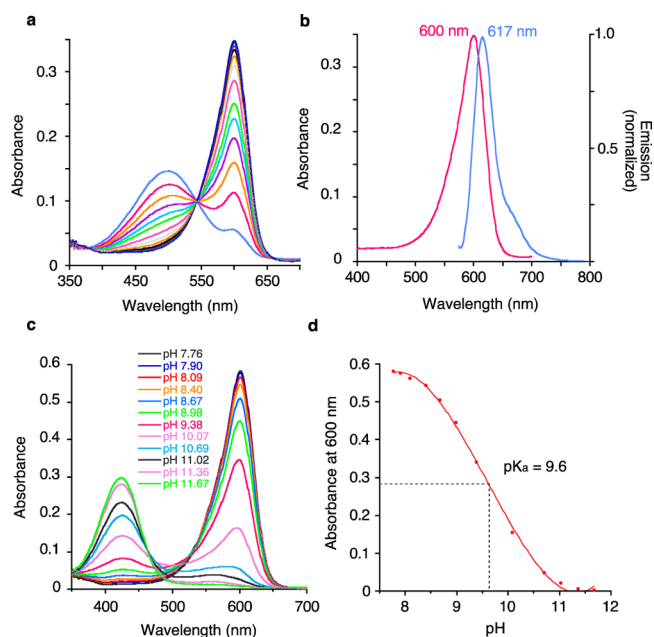 a
Absorbance
0.3
0.2
0.1
0
350
450
550
650
Wavelength (nm)
b
600 nm
617 nm
Absorbance
0.3
0.2
0.1
0
1.0
0.5
Emission
(normalized)
400
500
600
700
800
Wavelength (nm)
c
pH 7.76
pH 7.90
pH 8.09
pH 8.40
pH 8.67
pH 8.98
pH 9.38
pH 10.07
pH 10.69
pH 11.02
pH 11.36
pH 11.67
Absorbance
0.6
0.5
0.4
0.3
0.2
0.1
0
400
500
600
700
Wavelength (nm)
d
Absorbance at 600 nm
0.6
0.5
0.4
0.3
0.2
0.1
0
pKa = 9.6
8
9
10
11
12
pH